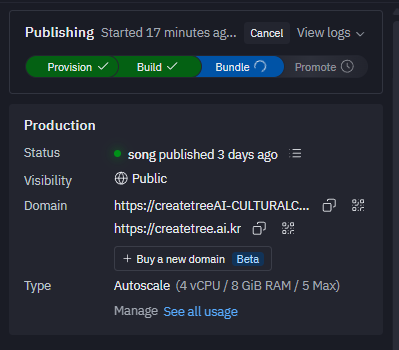 Publishing Started 17 minutes ag... Cancel View logs
Provision Build Bundle Promote
Production
Status song published 3 days ago
Visibility Public
Domain https://createtreeAI-CULTURALC...
https://createtree.ai.kr
+ Buy a new domain Beta
Type Autoscale (4 vCPU / 8 GiB RAM / 5 Max)
Manage See all usage